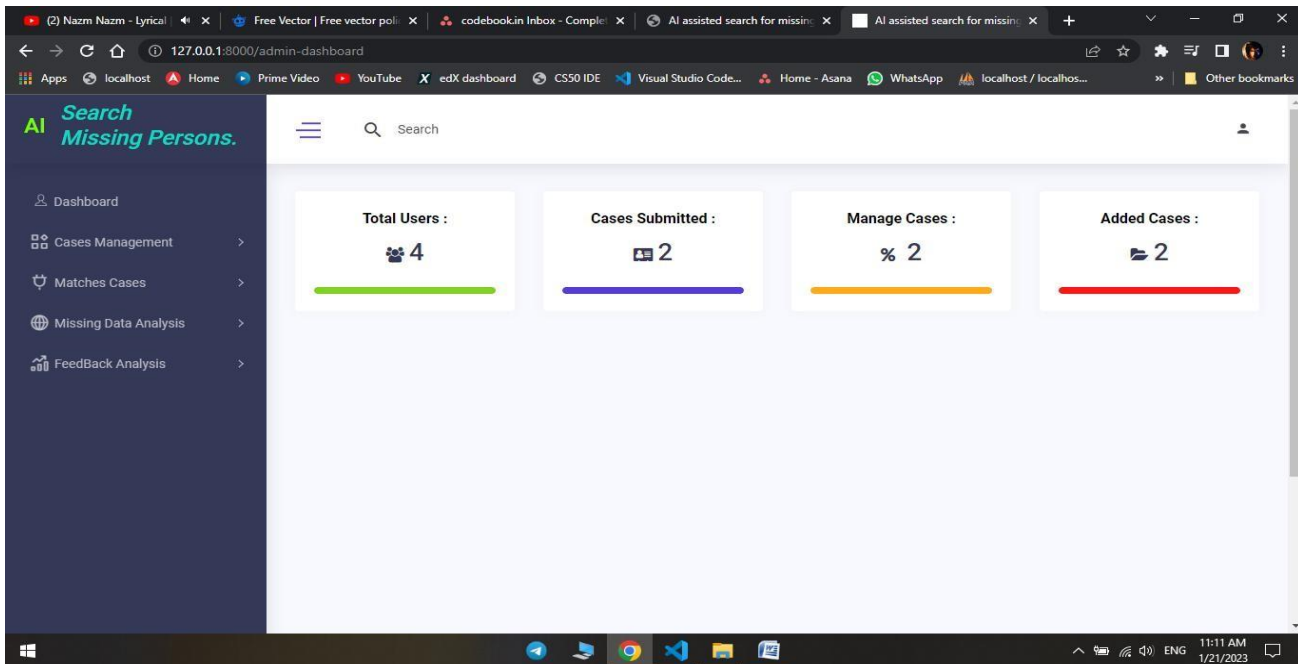 (2) Nazm Nazm - Lyrical
Free Vector | Free vector poli
codebook.in Inbox - Complet
AI assisted search for missing
AI assisted search for missing
127.0.0.1:8000/admin-dashboard
Apps
localhost
Home
Prime Video
YouTube
edX dashboard
CS50 IDE
Visual Studio Code...
Home - Asana
WhatsApp
localhost / localhos...
»
Other bookmarks
AI
Search
Missing Persons.
Search
Dashboard
Cases Management
Matches Cases
Missing Data Analysis
FeedBack Analysis
Total Users :
4
Cases Submitted :
2
Manage Cases :
% 2
Added Cases :
2
ENG
11:11 AM
1/21/2023